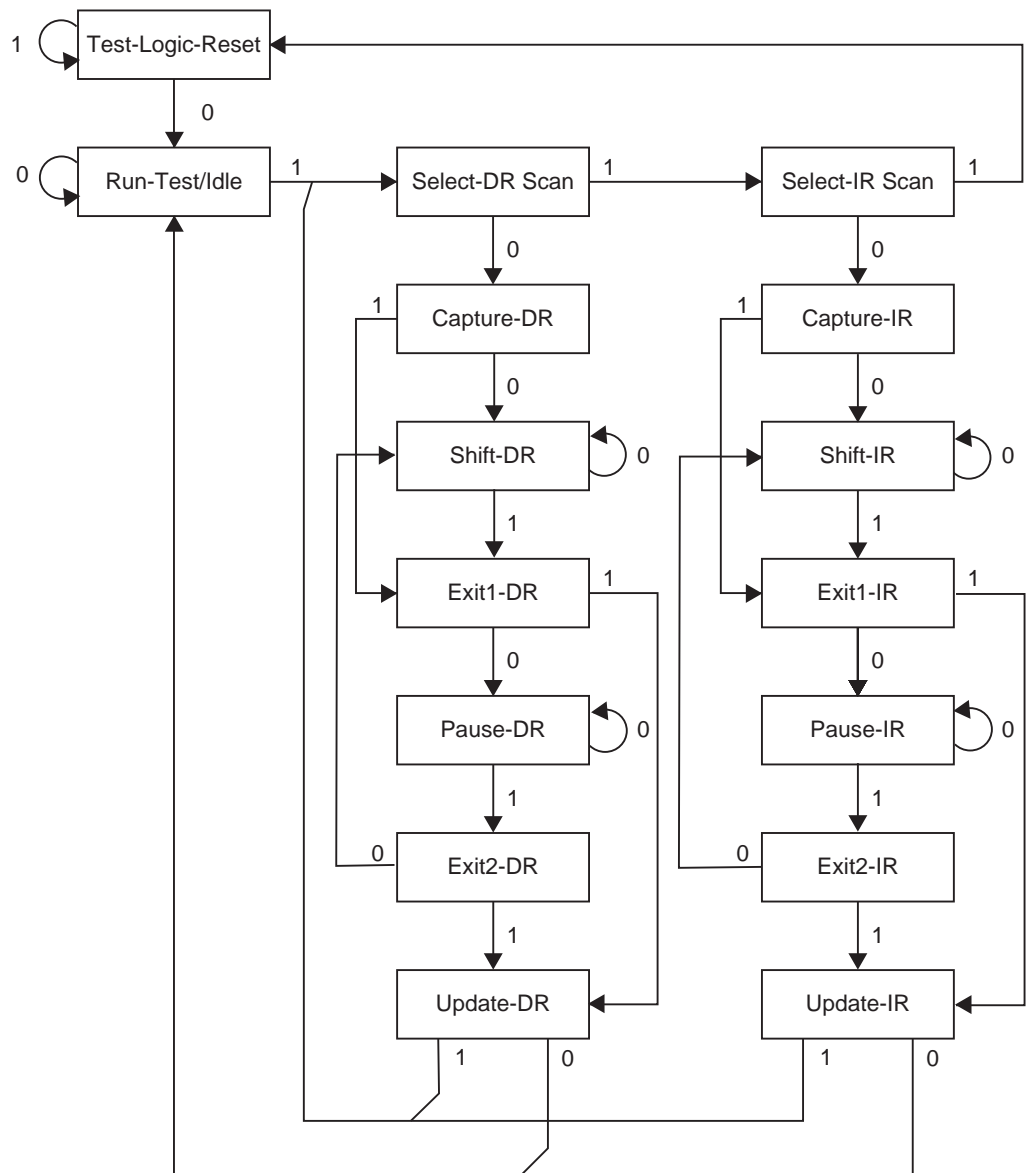 1 Test-Logic-Reset
0
0 Run-Test/Idle 1 Select-DR Scan 1 Select-IR Scan 1
0 0
1 Capture-DR 1 Capture-IR
0 0
Shift-DR 0 Shift-IR 0
1 1
Exit1-DR 1 Exit1-IR 1
0 0
Pause-DR 0 Pause-IR 0
1 1
0 Exit2-DR 0 Exit2-IR
1 1
Update-DR Update-IR
1 0 1 0